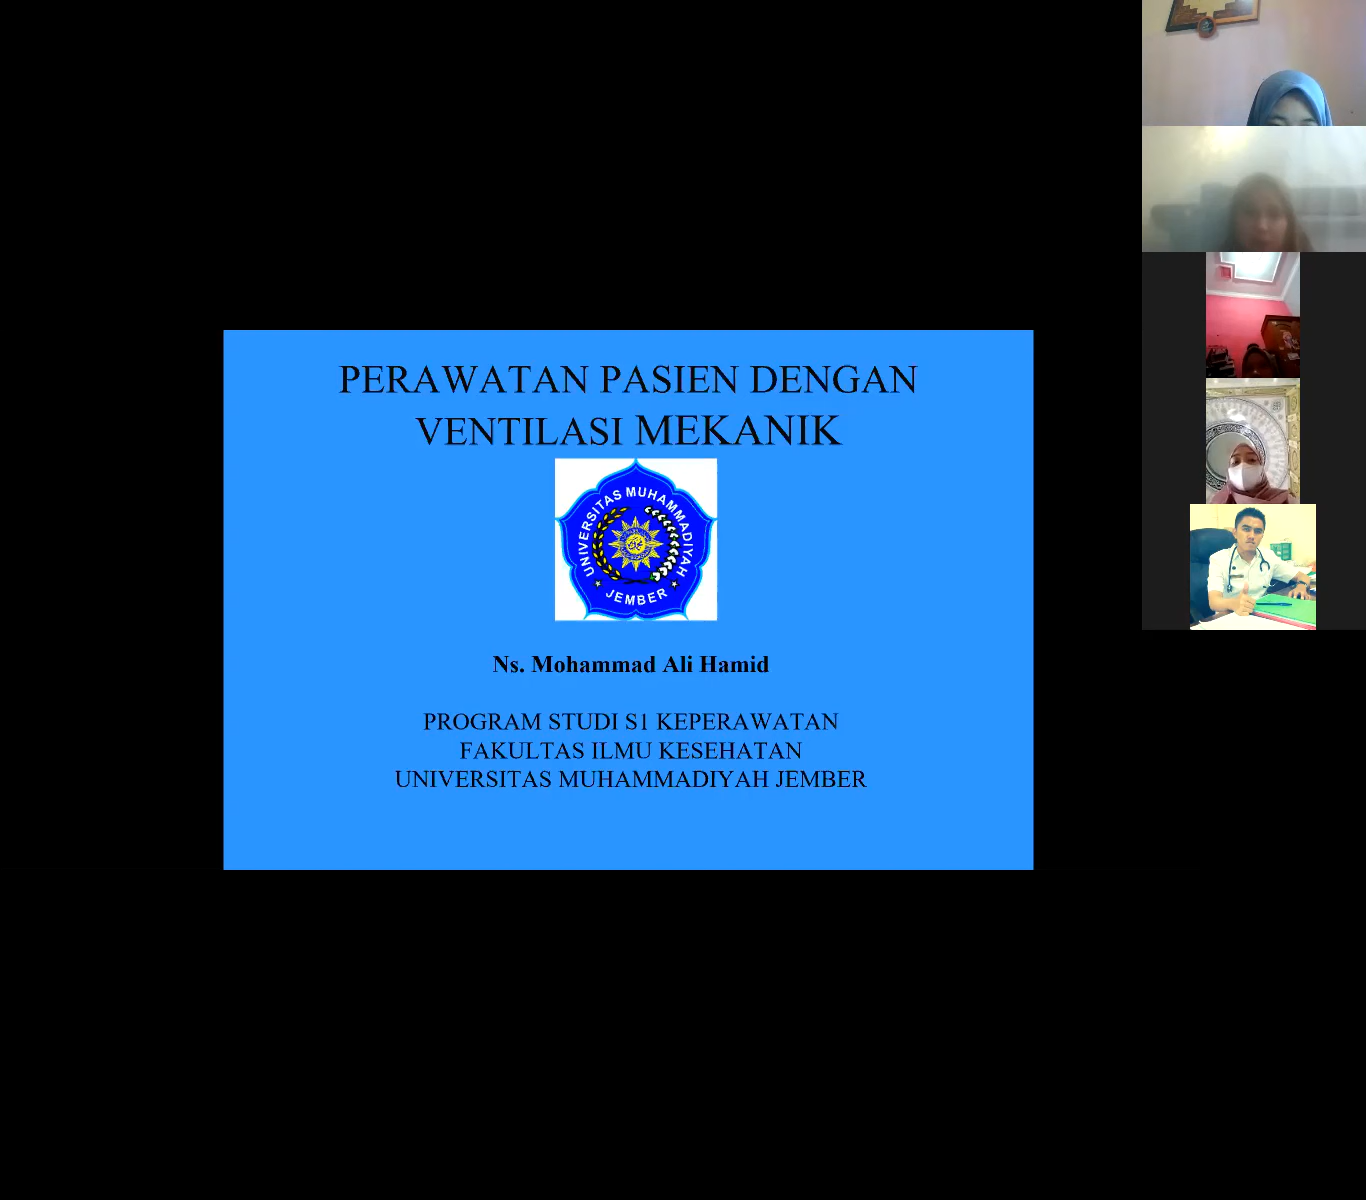 PERAWATAN PASIEN DENGAN
VENTILASI MEKANIK
UNIVERSITAS MUHAMMADIYAH
JEMBER
Ns. Mohammad Ali Hamid
PROGRAM STUDI S1 KEPERAWATAN
FAKULTAS ILMU KESEHATAN
UNIVERSITAS MUHAMMADIYAH JEMBER